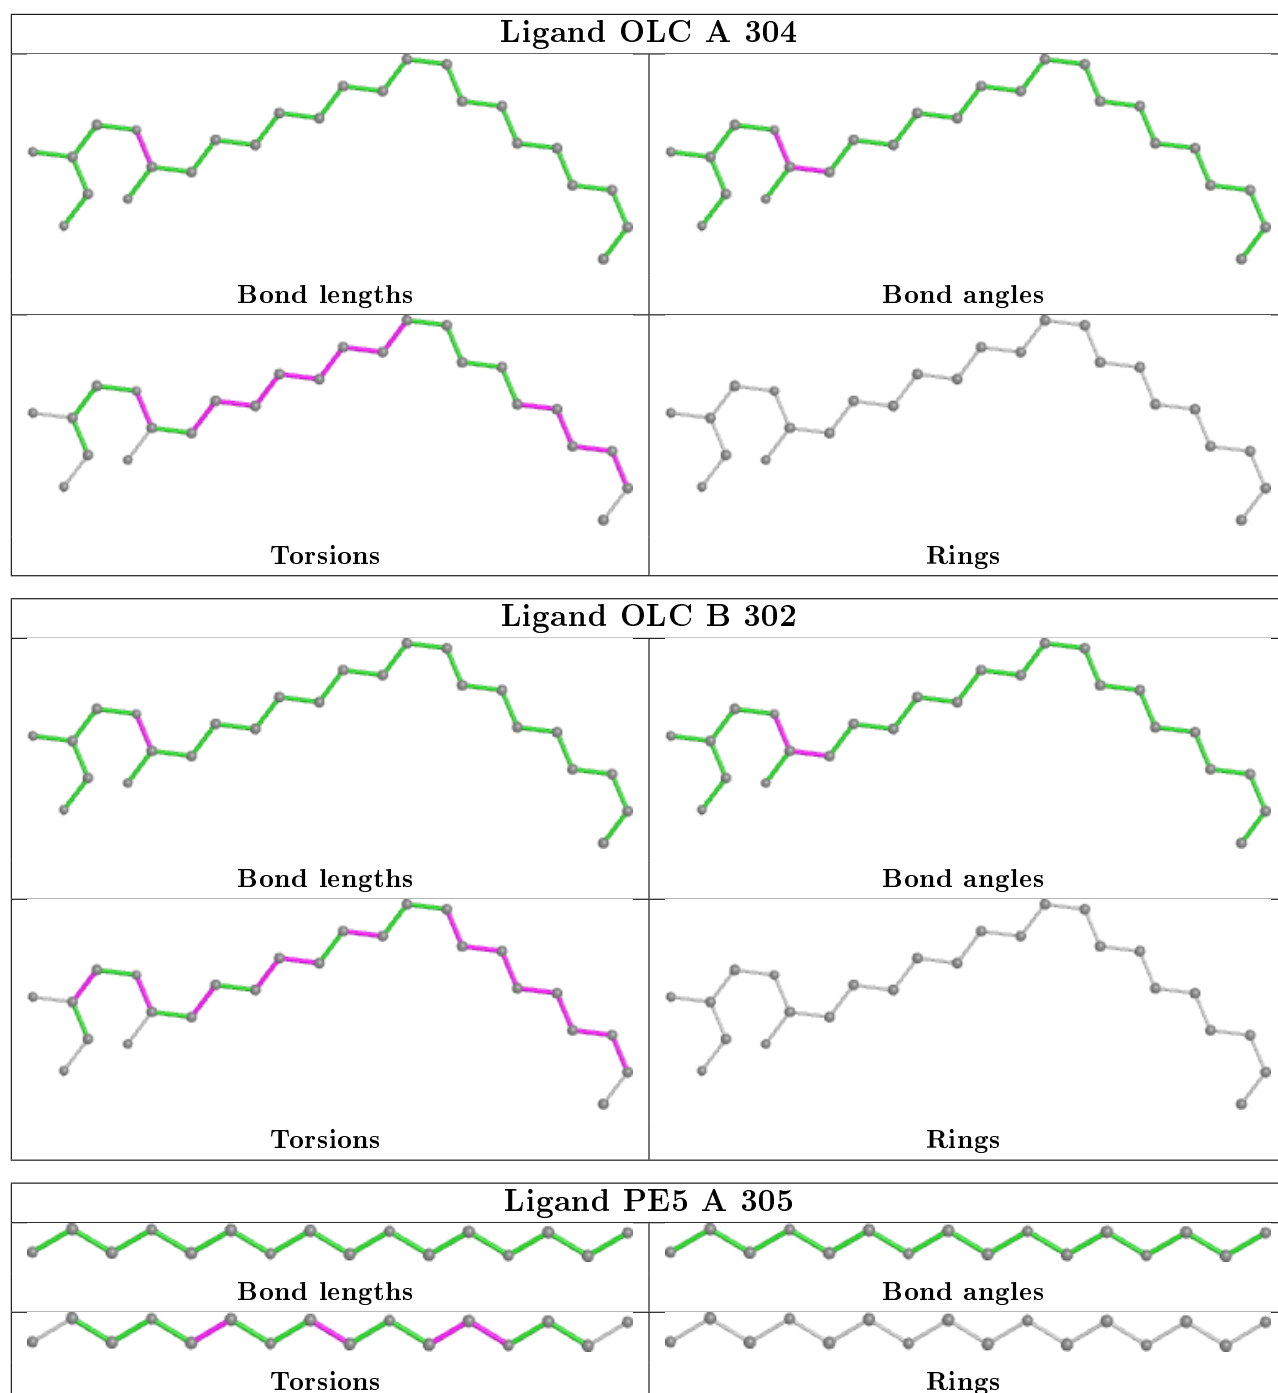 Ligand OLC A 304
Bond lengths
Bond angles
Torsions
Rings
Ligand OLC B 302
Bond lengths
Bond angles
Torsions
Rings
Ligand PE5 A 305
Bond lengths
Bond angles
Torsions
Rings